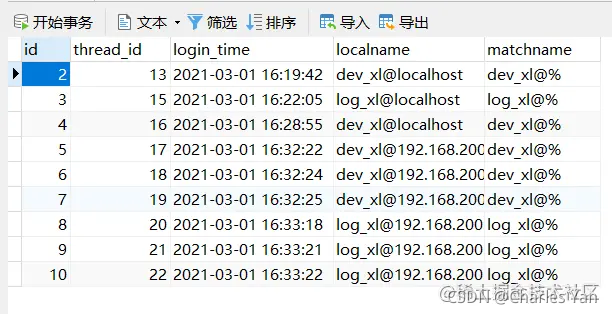 开始事务 文本 筛选 排序 导入 导出
id thread_id login_time localname matchname
2 13 2021-03-01 16:19:42 dev_xl@localhost dev_xl@%
3 15 2021-03-01 16:22:05 log_xl@localhost log_xl@%
4 16 2021-03-01 16:28:55 dev_xl@localhost dev_xl@%
5 17 2021-03-01 16:32:22 dev_xl@192.168.200 dev_xl@%
6 18 2021-03-01 16:32:24 dev_xl@192.168.200 dev_xl@%
7 19 2021-03-01 16:32:25 dev_xl@192.168.200 dev_xl@%
8 20 2021-03-01 16:33:18 log_xl@192.168.200 log_xl@%
9 21 2021-03-01 16:33:21 log_xl@192.168.200 log_xl@%
10 22 2021-03-01 16:33:22 log_xl@192.168.200 log_xl@%
@稀土掘金技术社区
CSDN @Charles Yan